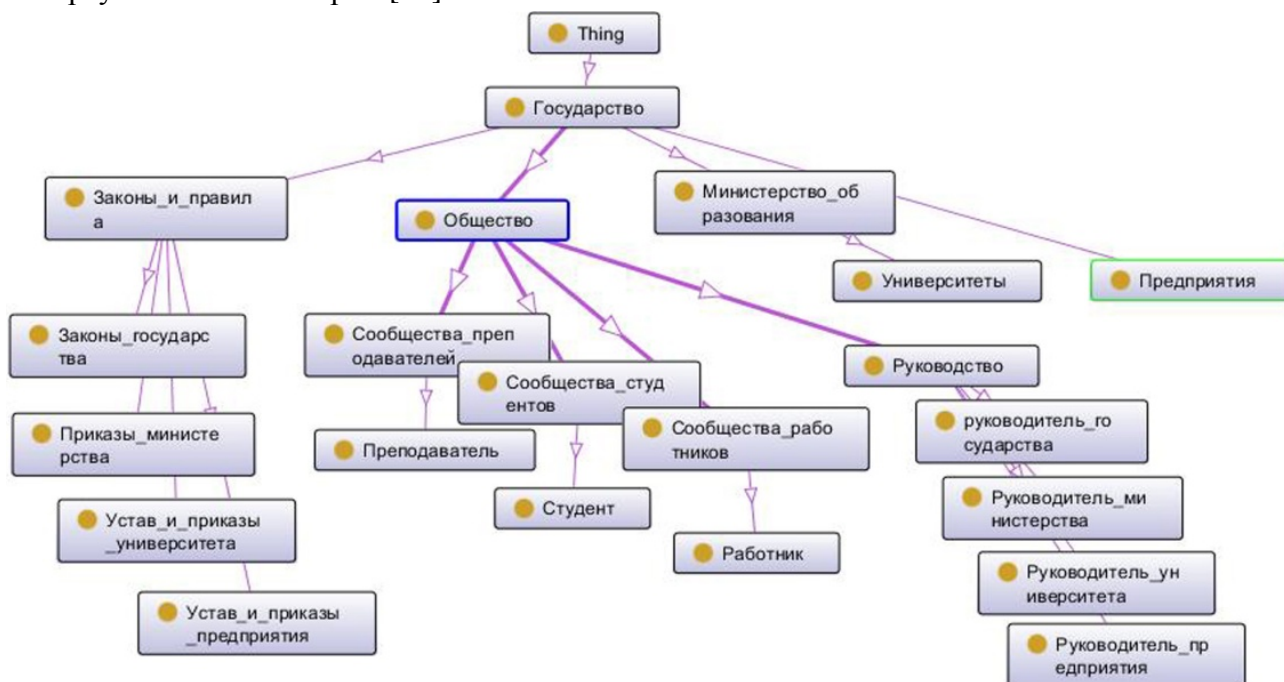 Thing
Государство
Законы_и_правил
а
Общество
Министерство_об
разования
Университеты
Предприятия
Законы_государс
тва
Сообщества_преп
одавателей
Сообщества_студ
ентов
Сообщества_рабо
тников
Руководство
Приказы_министе
рства
Преподаватель
руководитель_го
сударства
Устав_и_приказы
_университета
Студент
Руководитель_ми
нистерства
Работник
Руководитель_ун
иверситета
Устав_и_приказы
_предприятия
Руководитель_пр
едприятия